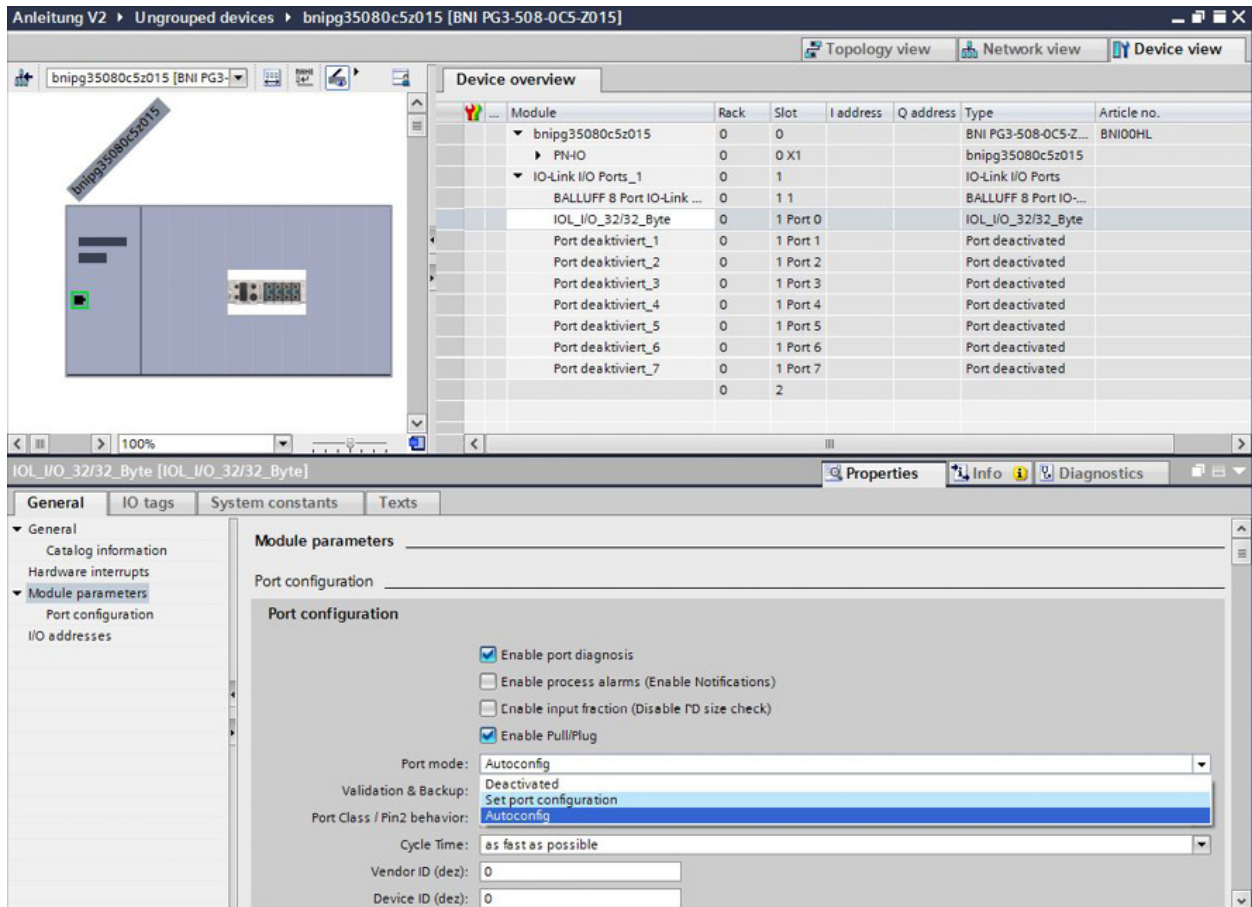 Anleitung V2 ▸ Ungrouped devices ▸ bnipg35080c5z015 [BNI PG3-508-0C5-Z015]
Topology view Network view Device view
bnipg35080c5z015 [BNI PG3-
bnipg35080c5z015
100%
Device overview
... Module Rack Slot I address Q address Type Article no.
bnipg35080c5z015 0 0 BNI PG3-508-0C5-Z... BNI00HL
PN-IO 0 0 X1 bnipg35080c5z015
IO-Link I/O Ports_1 0 1 IO-Link I/O Ports
BALLUFF 8 Port IO-Link ... 0 1 1 BALLUFF 8 Port IO-...
IOL_I/O_32/32_Byte 0 1 Port 0 IOL_I/O_32/32_Byte
Port deaktiviert_1 0 1 Port 1 Port deactivated
Port deaktiviert_2 0 1 Port 2 Port deactivated
Port deaktiviert_3 0 1 Port 3 Port deactivated
Port deaktiviert_4 0 1 Port 4 Port deactivated
Port deaktiviert_5 0 1 Port 5 Port deactivated
Port deaktiviert_6 0 1 Port 6 Port deactivated
Port deaktiviert_7 0 1 Port 7 Port deactivated
0 2
IOL_I/O_32/32_Byte [IOL_I/O_32/32_Byte]
Properties Info Diagnostics
General IO tags System constants Texts
General
Catalog information
Hardware interrupts
Module parameters
Port configuration
I/O addresses
Module parameters
Port configuration
Port configuration
Enable port diagnosis
Enable process alarms (Enable Notifications)
Enable input fraction (Disable PD size check)
Enable Pull/Plug
Port mode: Autoconfig
Deactivated
Validation & Backup:
Set port configuration
Port Class / Pin2 behavior:
Autoconfig
Cycle Time: as fast as possible
Vendor ID (dez): 0
Device ID (dez): 0